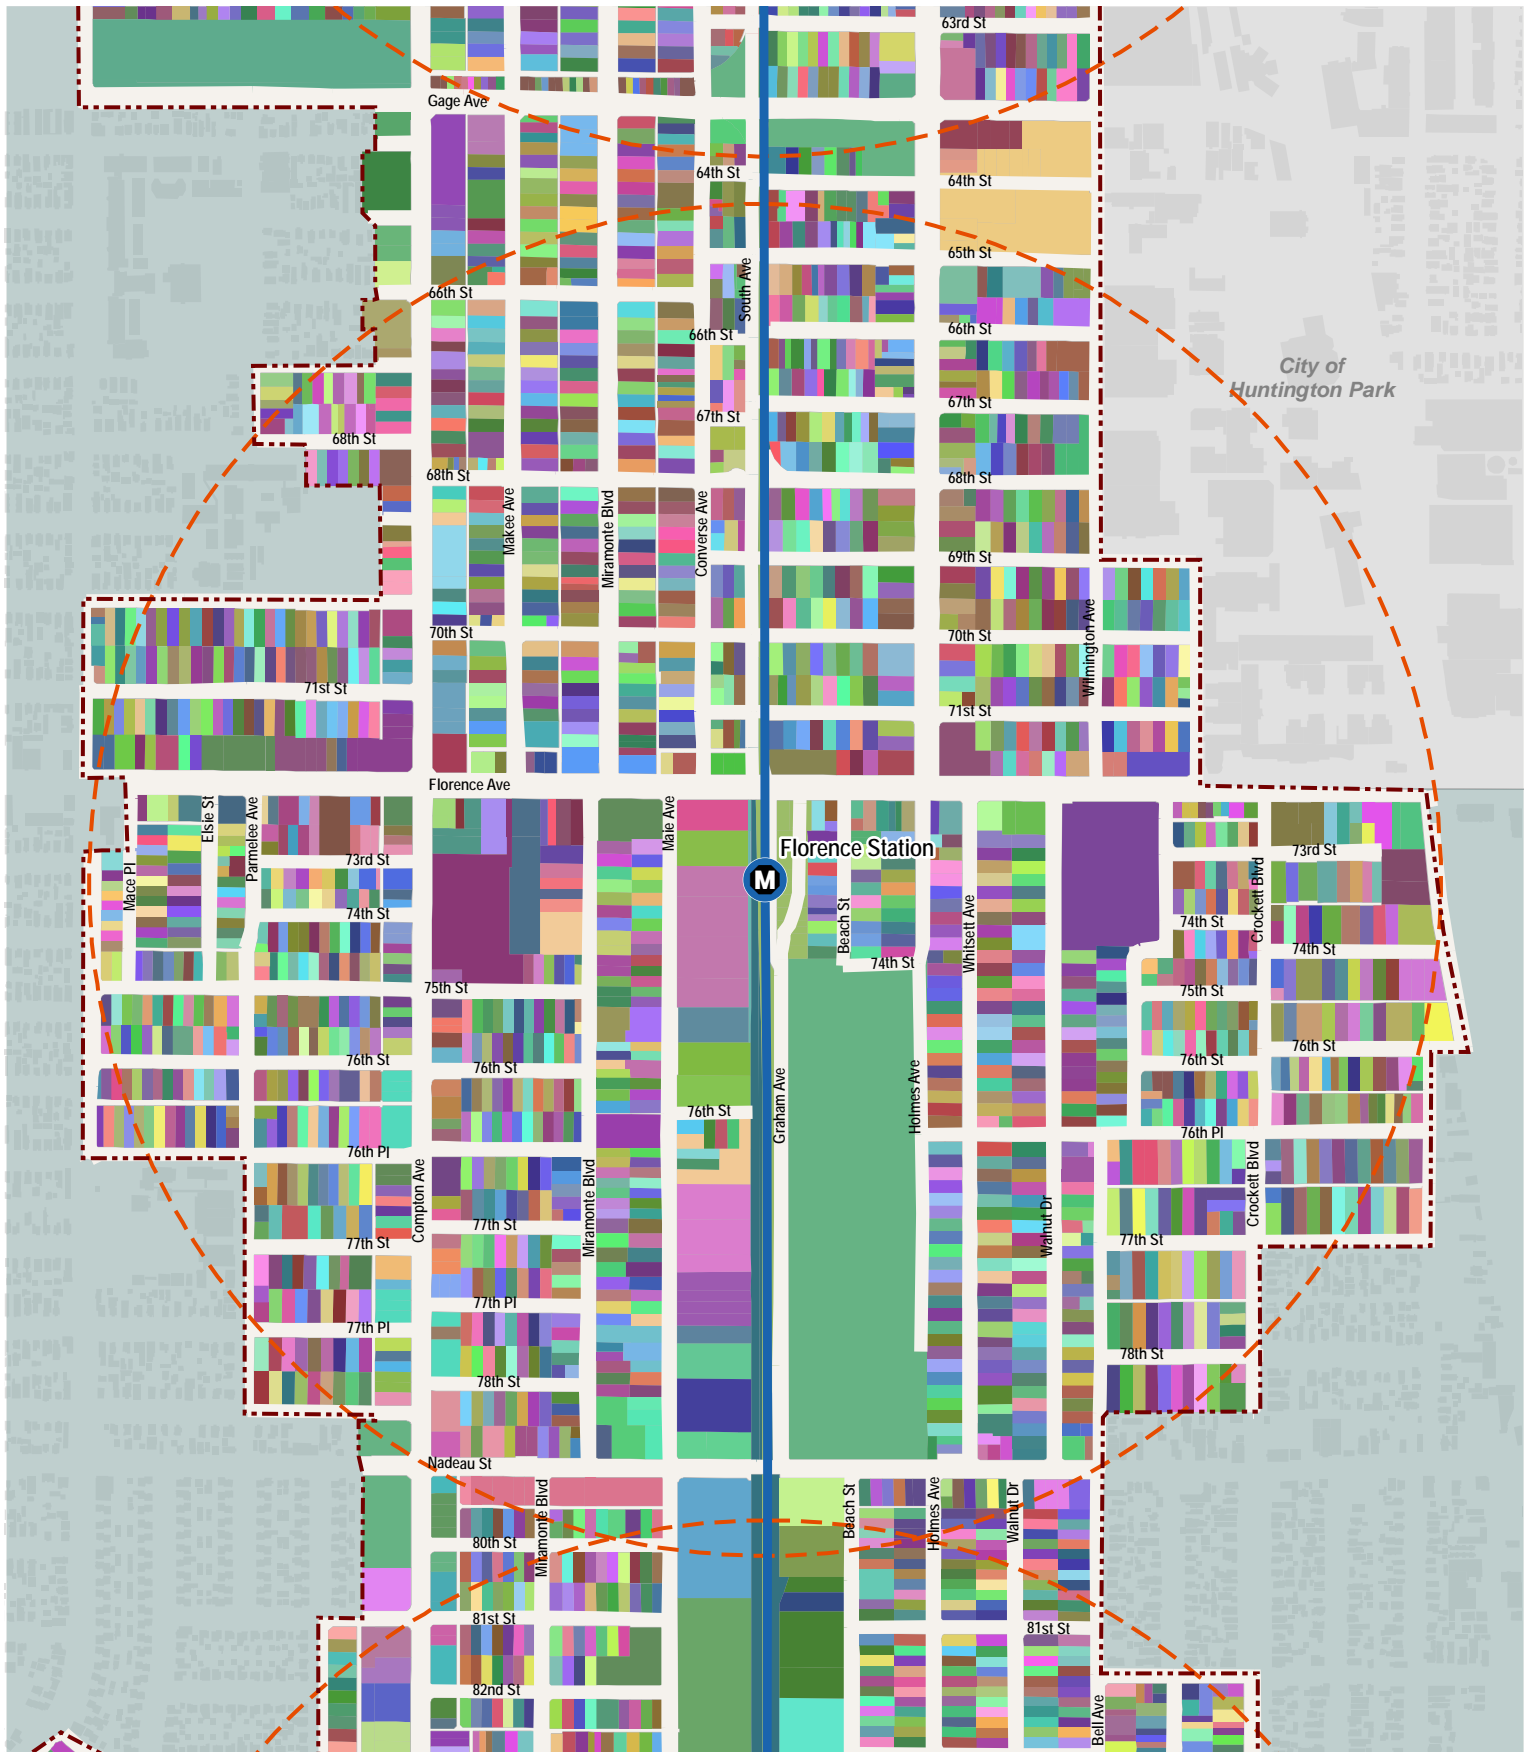 63rd St
Gage Ave
64th St
64th St
65th St
66th St
South Ave
66th St
66th St
City of
Huntington Park
67th St
67th St
68th St
68th St
68th St
Makee Ave
Miramonte Blvd
Converse Ave
69th St
70th St
70th St
Wilmington Ave
71st St
71st St
Florence Ave
Elsie St
Parmelee Ave
Maie Ave
Florence Station
M
73rd St
73rd St
Mace Pl
74th St
Beach St
Whitsett Ave
74th St
Crockett Blvd
74th St
74th St
75th St
75th St
76th St
76th St
76th St
76th St
Graham Ave
Holmes Ave
76th St
76th Pl
76th Pl
Compton Ave
Miramonte Blvd
Walnut Dr
Crockett Blvd
77th St
77th St
77th St
77th Pl
77th Pl
78th St
78th St
Nadeau St
Miramonte Blvd
Beach St
Holmes Ave
Walnut Dr
80th St
81st St
81st St
82nd St
Bell Ave